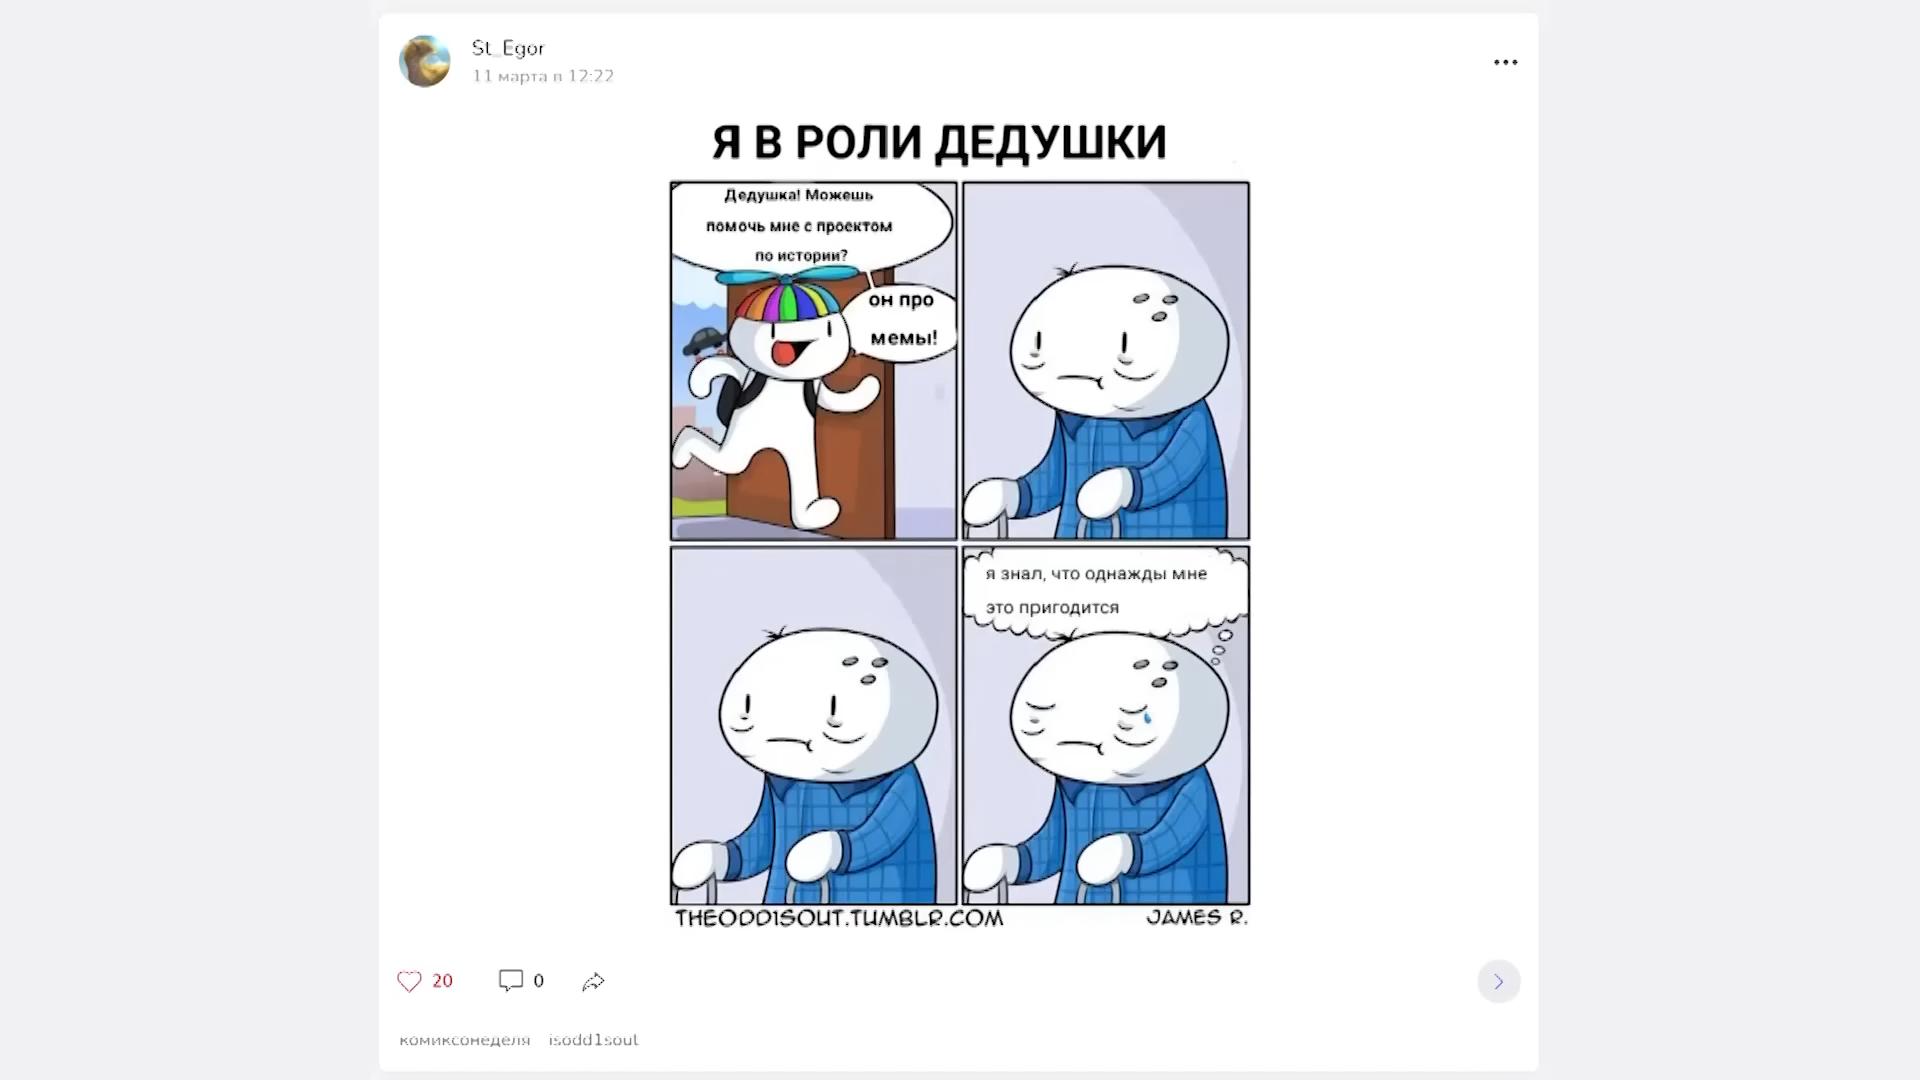 St_Egor
11 марта в 12:22
Я В РОЛИ ДЕДУШКИ
Дедушка! Можешь
помочь мне с проектом
по истории?
он про
мемы!
я знал, что однажды мне
это пригодится
THEODD1SOUT.TUMBLR.COM
JAMES R.
20
0
комиксонеделя isodd1sout